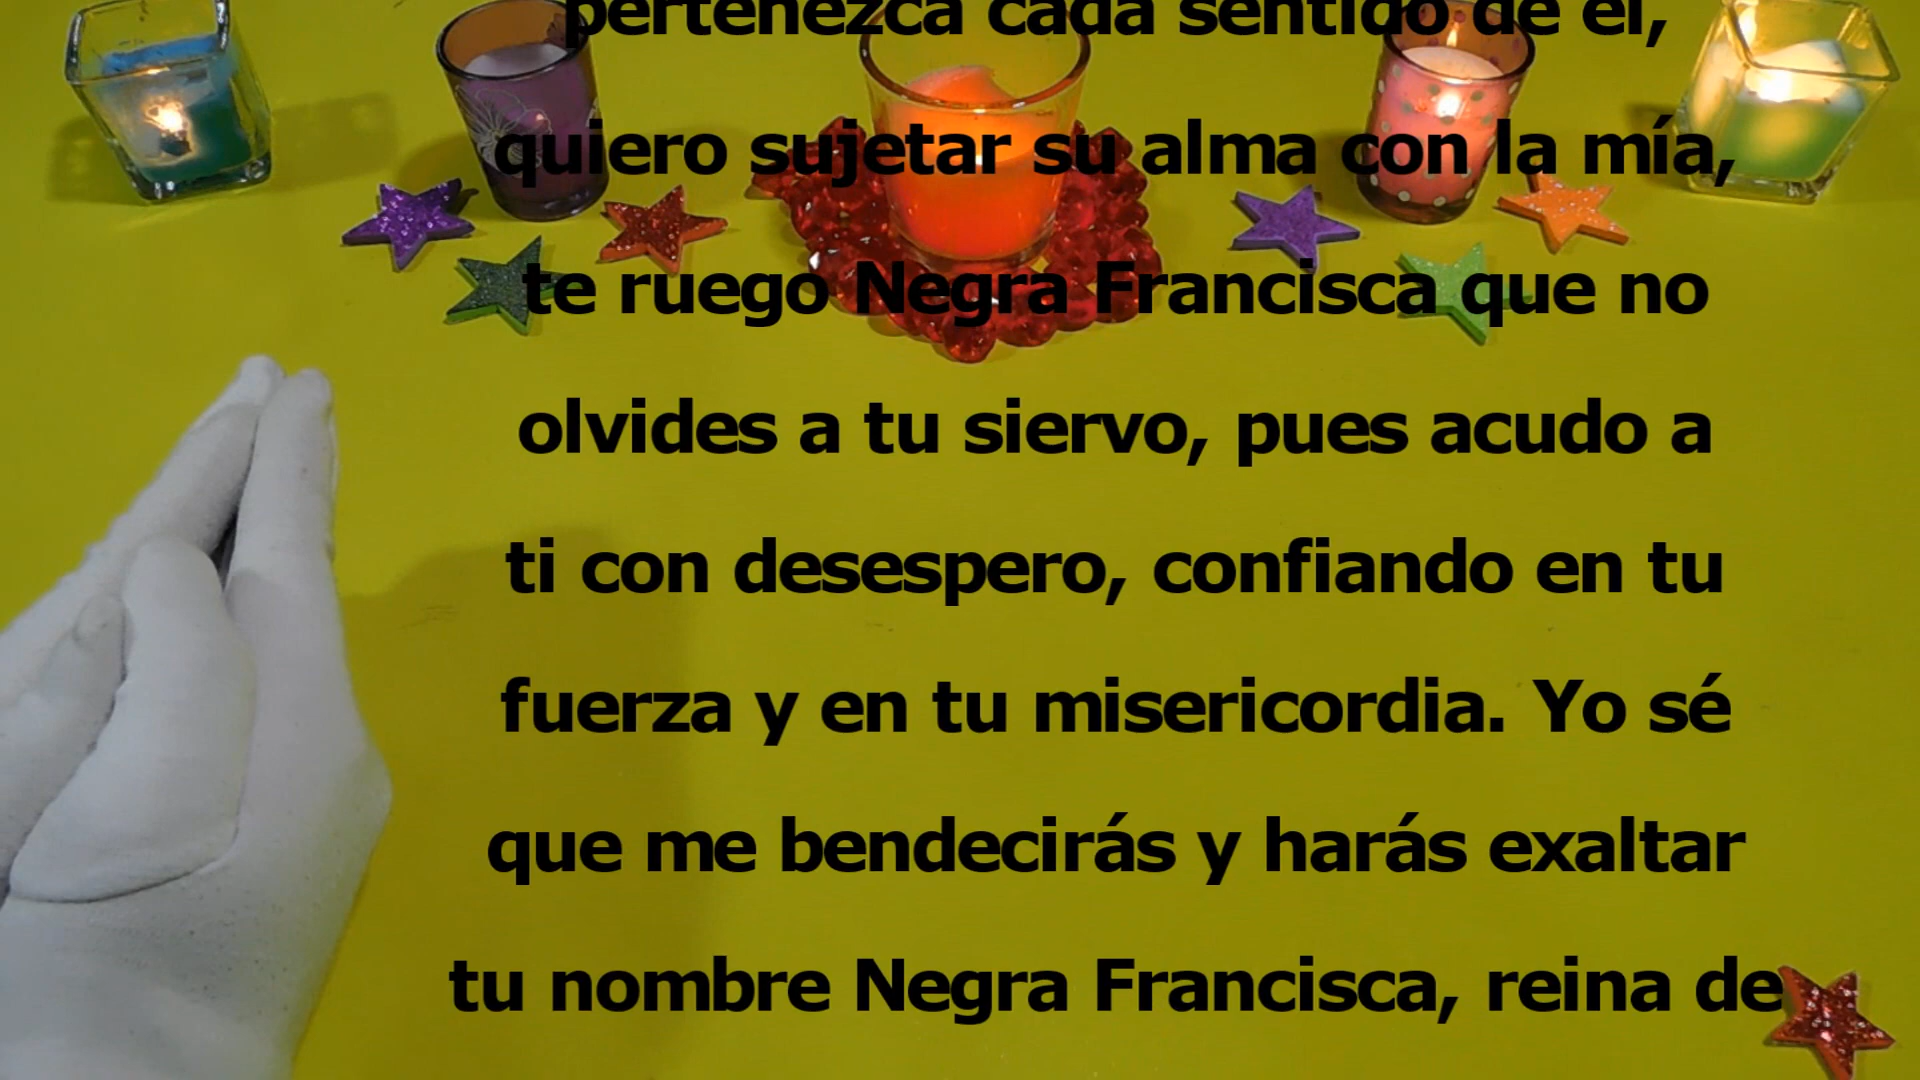 pertenezca cada sentido de él,
quiero sujetar su alma con la mía,
te ruego Negra Francisca que no
olvides a tu siervo, pues acudo a
ti con desespero, confiando en tu
fuerza y en tu misericordia. Yo sé
que me bendecirás y harás exaltar
tu nombre Negra Francisca, reina de